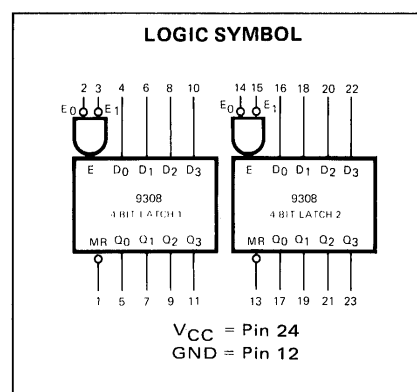 LOGIC SYMBOL
2 3 4 6 8 10 14 15 16 18 20 22
E0 E1 E0 E1
E D0 D1 D2 D3 E D0 D1 D2 D3
9308 9308
4 BIT LATCH 1 4 BIT LATCH 2
MR Q0 Q1 Q2 Q3 MR Q0 Q1 Q2 Q3
1 5 7 9 11 13 17 19 21 23
VCC = Pin 24
GND = Pin 12